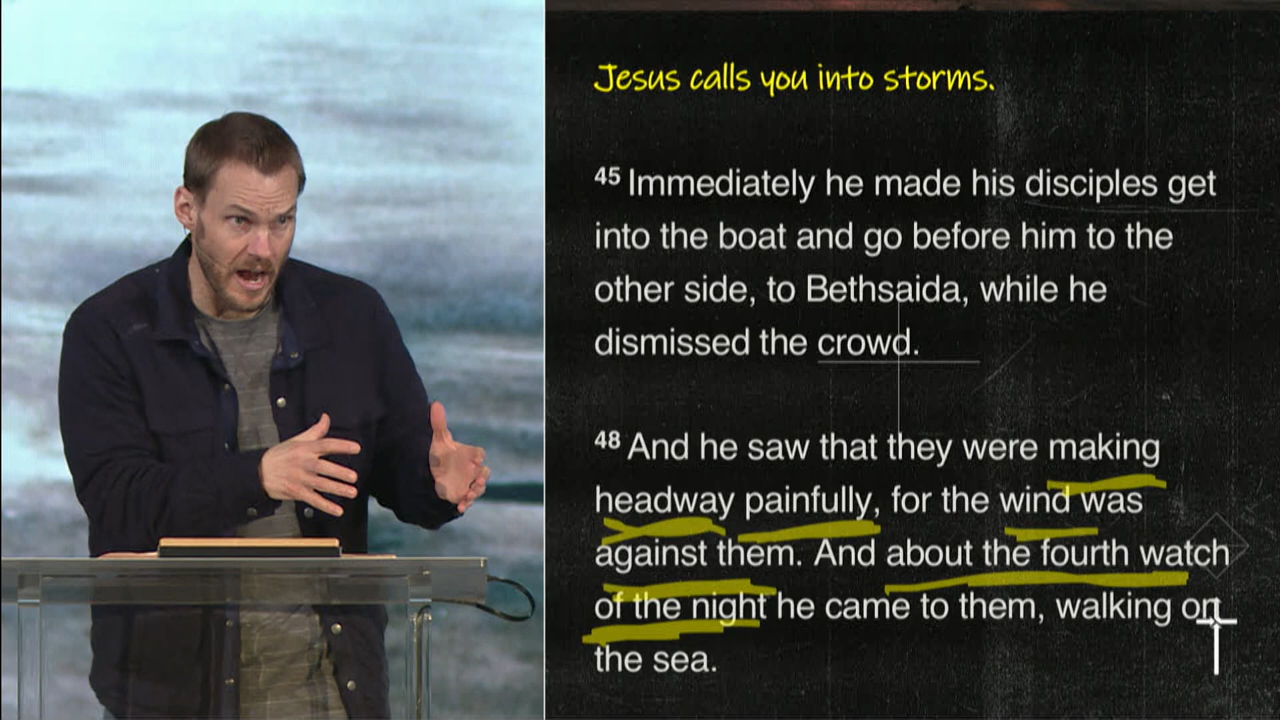 Jesus calls you into storms.
45 Immediately he made his disciples get
into the boat and go before him to the
other side, to Bethsaida, while he
dismissed the crowd.
48 And he saw that they were making
headway painfully, for the wind was
against them. And about the fourth watch
of the night he came to them, walking on
the sea.